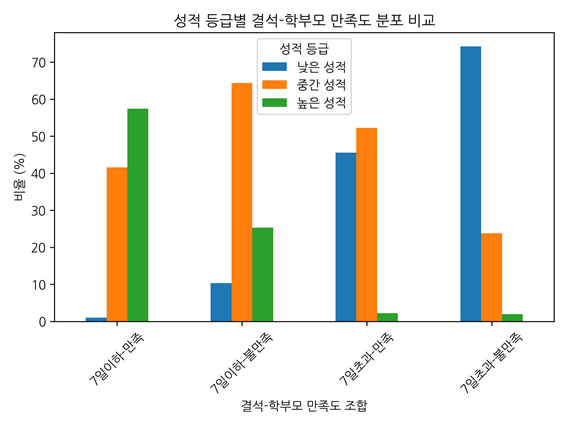 성적 등급별 결석-학부모 만족도 분포 비교
성적 등급
낮은 성적
중간 성적
높은 성적
비율 (%)
70
60
50
40
30
20
10
0
7일이하-만족
7일이하-불만족
7일초과-만족
7일초과-불만족
결석-학부모 만족도 조합